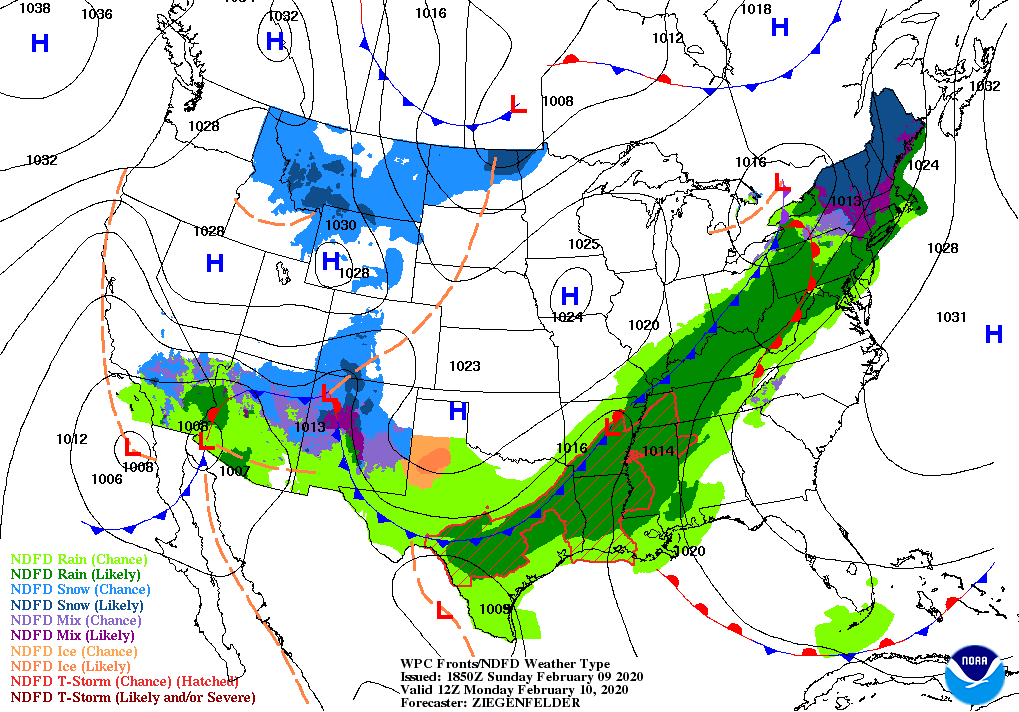 1038
1036
1034
1032
1016
1018
H
H
H
1012
1032
L
1008
1028
1032
1016
1024
L
1013
1030
1028
1025
1028
H
H
1028
H
1024
1020
1031
H
1023
L
H
1008
1013
L
1012
1016
1014
L
1008
L
1006
1007
1020
1009
L
NDFD Rain (Chance)
NDFD Rain (Likely)
NDFD Snow (Chance)
NDFD Snow (Likely)
NDFD Mix (Chance)
NDFD Mix (Likely)
NDFD Ice (Chance)
NDFD Ice (Likely)
NDFD T-Storm (Chance) (Hatched)
NDFD T-Storm (Likely and/or Severe)
WPC Fronts/NDFD Weather Type
Issued: 1850Z Sunday February 09 2020
Valid 12Z Monday February 10, 2020
Forecaster: ZIEGENFELDER
NOAA